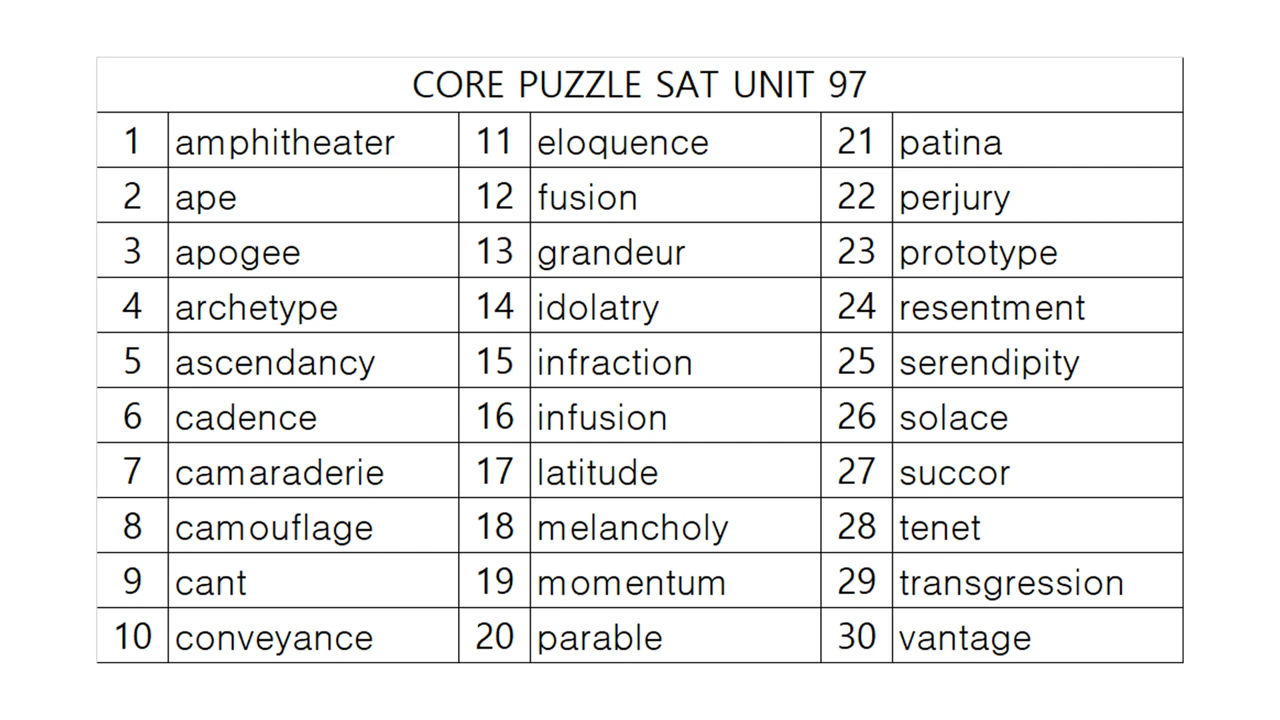 CORE PUZZLE SAT UNIT 97
1 amphitheater 11 eloquence 21 patina
2 ape 12 fusion 22 perjury
3 apogee 13 grandeur 23 prototype
4 archetype 14 idolatry 24 resentment
5 ascendancy 15 infraction 25 serendipity
6 cadence 16 infusion 26 solace
7 camaraderie 17 latitude 27 succor
8 camouflage 18 melancholy 28 tenet
9 cant 19 momentum 29 transgression
10 conveyance 20 parable 30 vantage